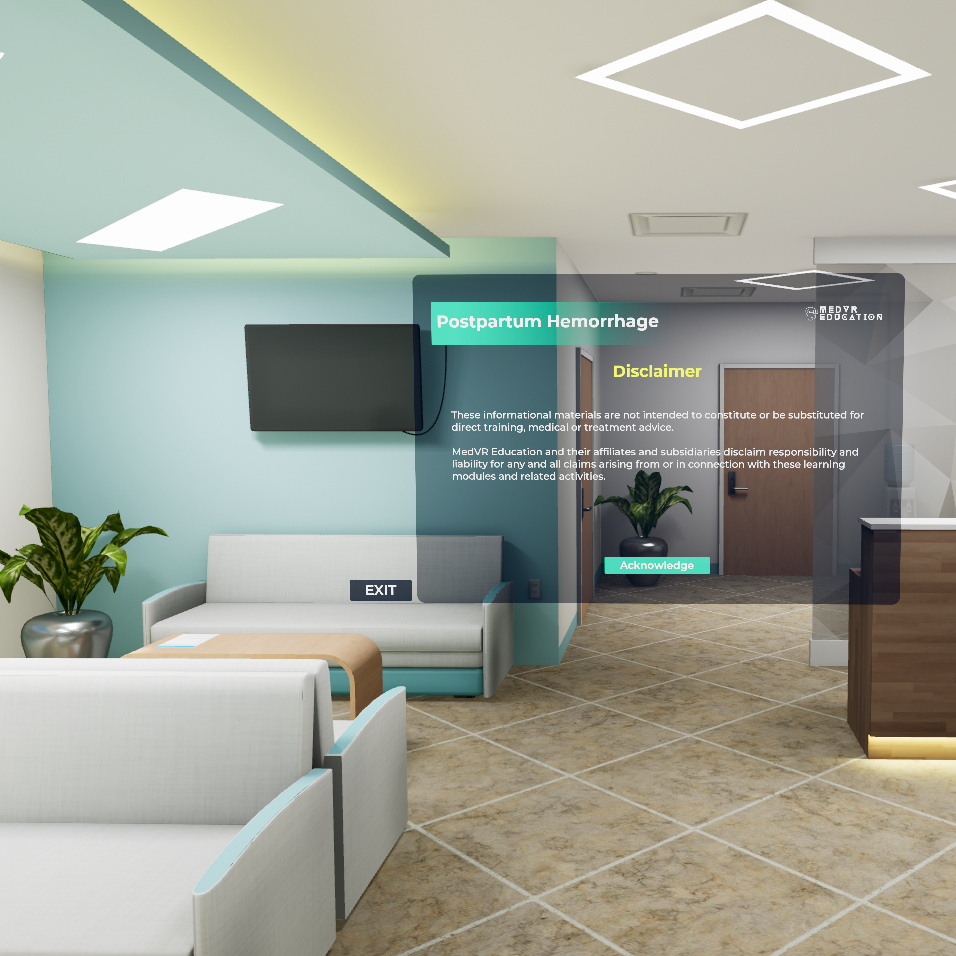 Postpartum Hemorrhage
MEDVR
EDUCATION
Disclaimer
These informational materials are not intended to constitute or be substituted for
direct training, medical or treatment advice.
MedVR Education and their affiliates and subsidiaries disclaim responsibility and
liability for any and all claims arising from or in connection with these learning
modules and related activities.
Acknowledge
EXIT